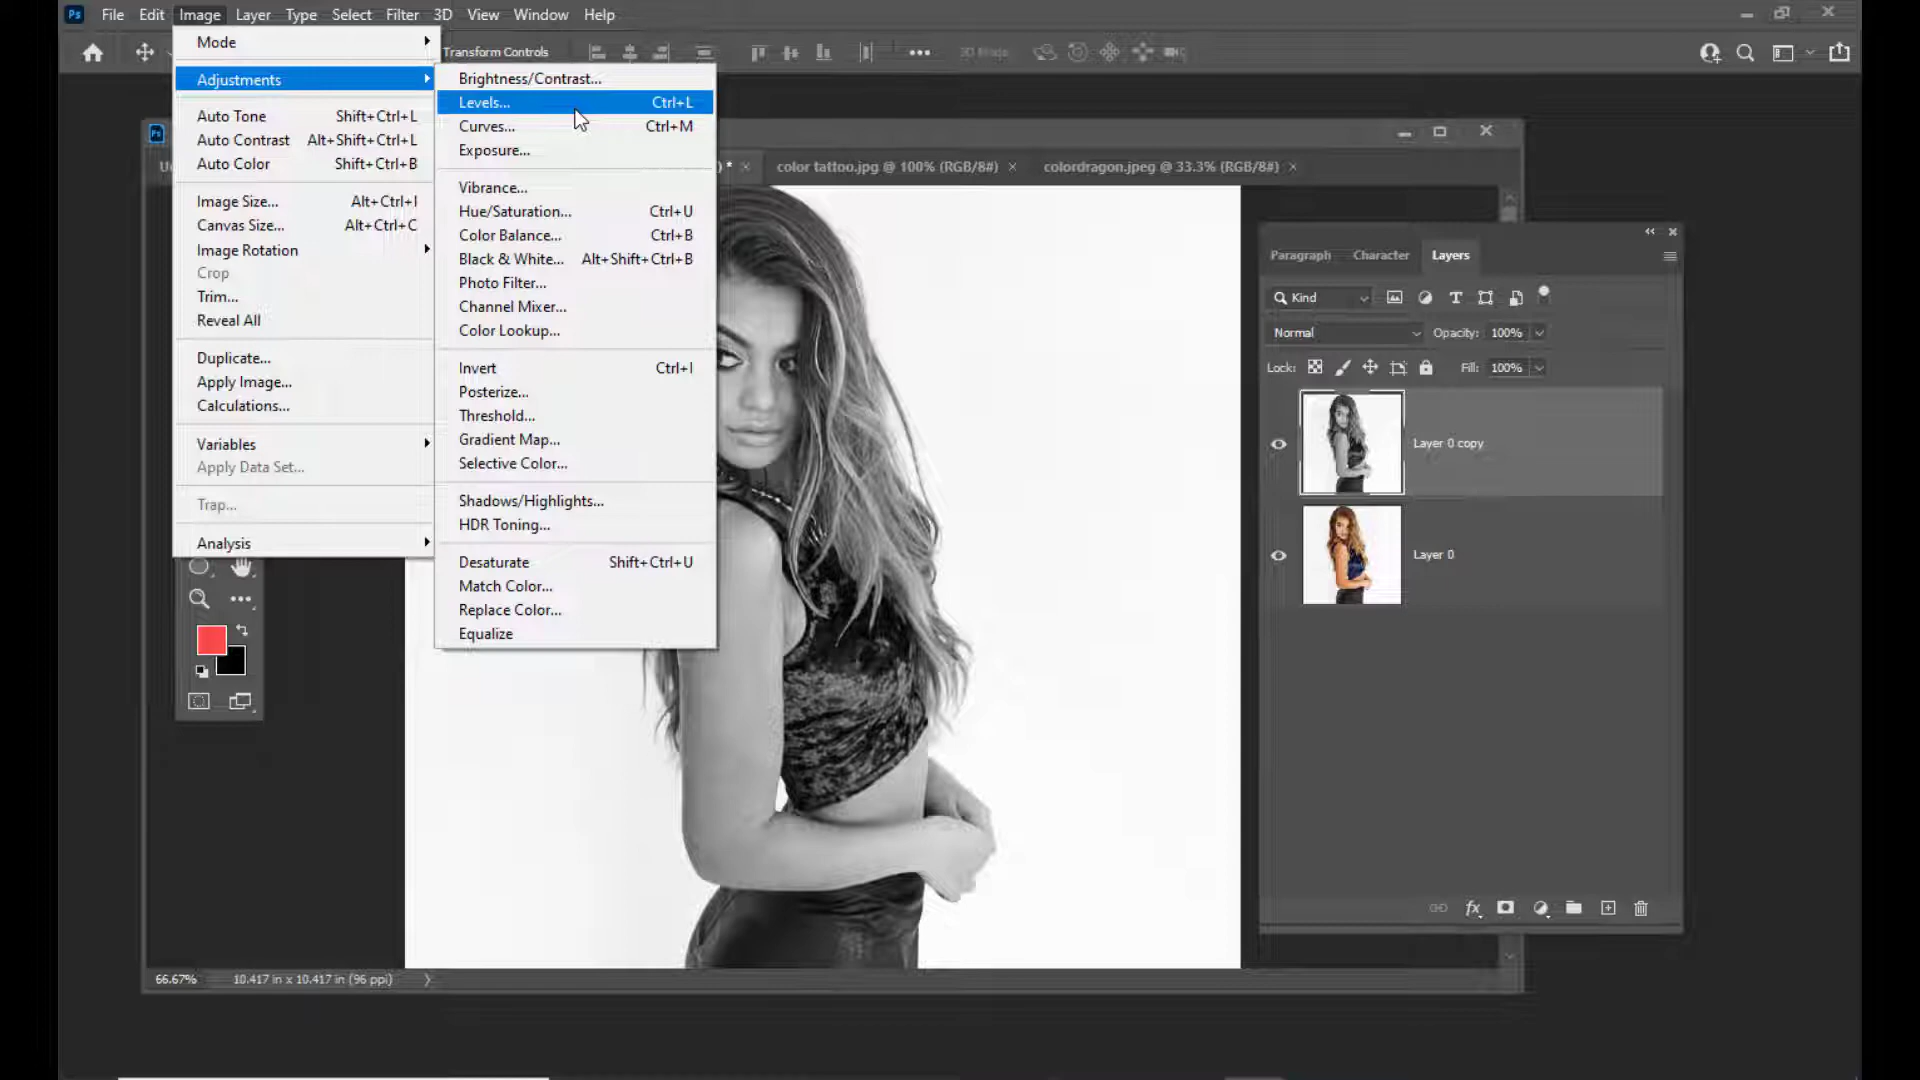 Ps File Edit Image Layer Type Select Filter 3D View Window Help
Transform Controls ••• 3D Mode
Mode
Adjustments
Auto Tone Shift+Ctrl+L
Auto Contrast Alt+Shift+Ctrl+L
Auto Color Shift+Ctrl+B
Image Size... Alt+Ctrl+I
Canvas Size... Alt+Ctrl+C
Image Rotation
Crop
Trim...
Reveal All
Duplicate...
Apply Image...
Calculations...
Variables
Apply Data Set...
Trap...
Analysis
Brightness/Contrast...
Levels... Ctrl+L
Curves... Ctrl+M
Exposure...
Vibrance...
Hue/Saturation... Ctrl+U
Color Balance... Ctrl+B
Black & White... Alt+Shift+Ctrl+B
Photo Filter...
Channel Mixer...
Color Lookup...
Invert Ctrl+I
Posterize...
Threshold...
Gradient Map...
Selective Color...
Shadows/Highlights...
HDR Toning...
Desaturate Shift+Ctrl+U
Match Color...
Replace Color...
Equalize
Ps
) * × color tattoo.jpg @ 100% (RGB/8#) × colordragon.jpeg @ 33.3% (RGB/8#) ×
Paragraph Character Layers
Kind
Normal Opacity: 100%
Lock: Fill: 100%
Layer 0 copy
Layer 0
fx
66.67% 10.417 in x 10.417 in (96 ppi)